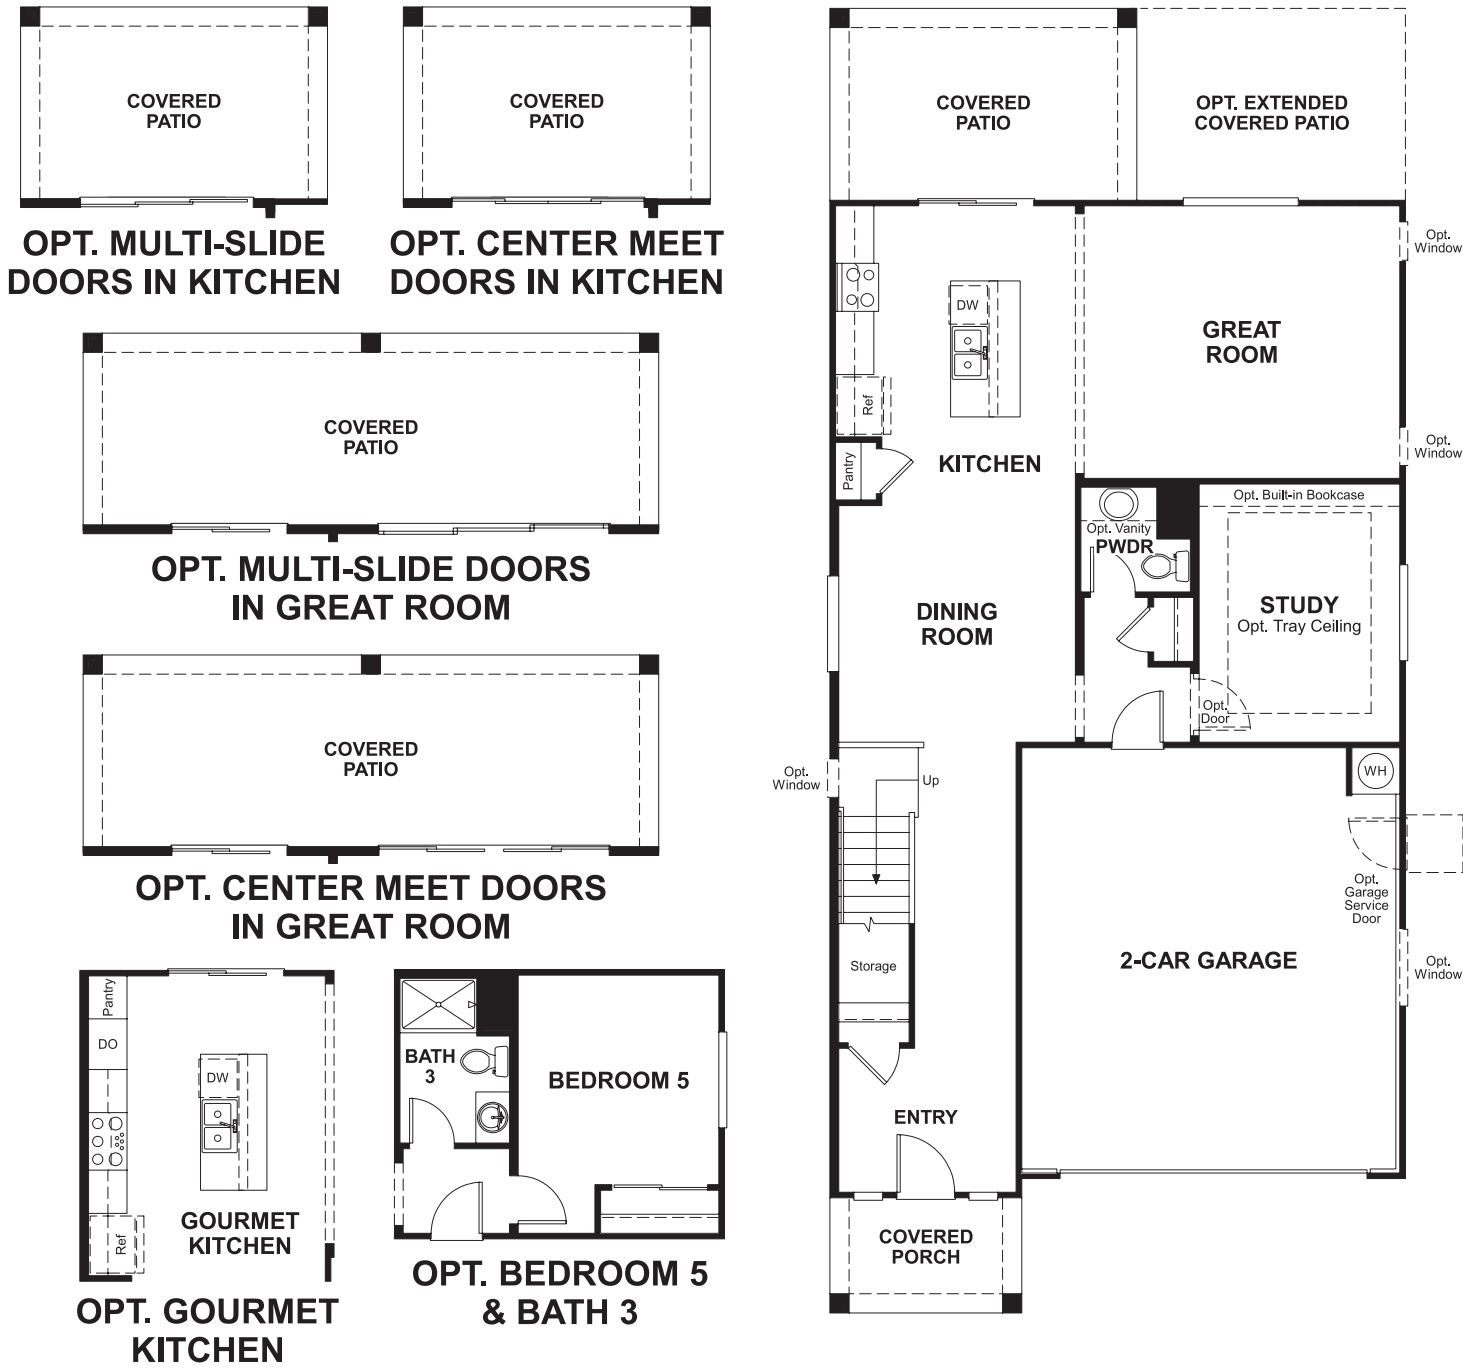 COVERED
PATIO
OPT. MULTI-SLIDE
DOORS IN KITCHEN
COVERED
PATIO
OPT. CENTER MEET
DOORS IN KITCHEN
COVERED
PATIO
OPT. MULTI-SLIDE DOORS
IN GREAT ROOM
COVERED
PATIO
OPT. CENTER MEET DOORS
IN GREAT ROOM
Pantry
DO
DW
Ref
GOURMET
KITCHEN
OPT. GOURMET
KITCHEN
BATH
3
BEDROOM 5
OPT. BEDROOM 5
& BATH 3
COVERED
PATIO
OPT. EXTENDED
COVERED PATIO
Opt.
Window
DW
GREAT
ROOM
Ref
Opt.
Window
Pantry
KITCHEN
Opt. Built-in Bookcase
Opt. Vanity
PWDR
DINING
ROOM
STUDY
Opt. Tray Ceiling
Opt.
Door
Opt.
Window
Up
WH
Opt.
Garage
Service
Door
Storage
2-CAR GARAGE
Opt.
Window
ENTRY
COVERED
PORCH